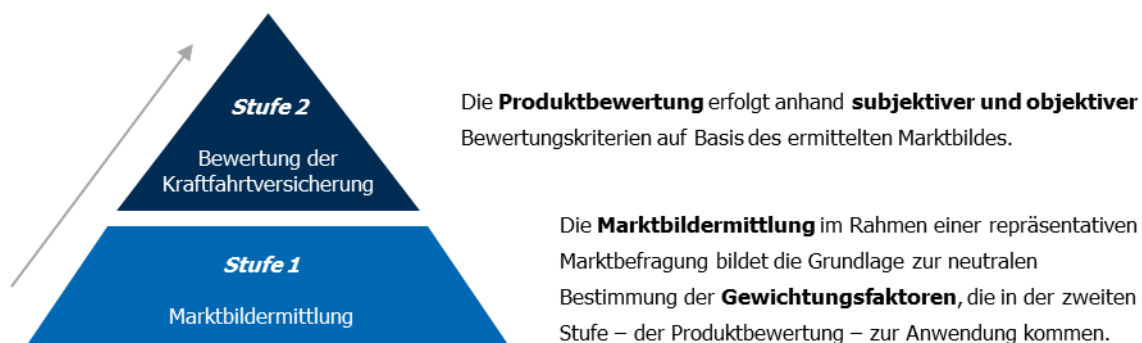 Stufe 2
Bewertung der
Kraftfahrtversicherung
Die Produktbewertung erfolgt anhand subjektiver und objektiver
Bewertungskriterien auf Basis des ermittelten Marktbildes.
Stufe 1
Marktbildermittlung
Die Marktbildermittlung im Rahmen einer repräsentativen
Marktbefragung bildet die Grundlage zur neutralen
Bestimmung der Gewichtungsfaktoren, die in der zweiten
Stufe – der Produktbewertung – zur Anwendung kommen.